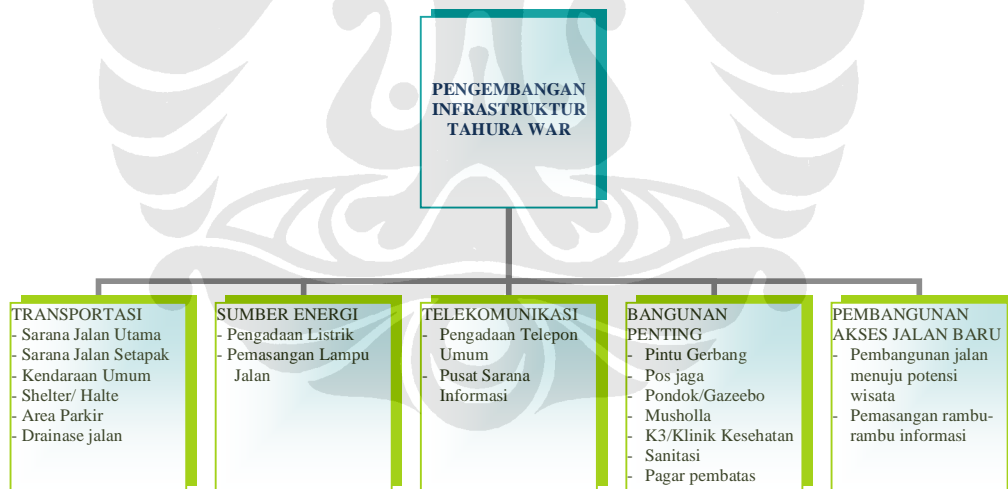 PENGEMBANGAN
INFRASTRUKTUR
TAHURA WAR
TRANSPORTASI
- Sarana Jalan Utama
- Sarana Jalan Setapak
- Kendaraan Umum
- Shelter/ Halte
- Area Parkir
- Drainase jalan
SUMBER ENERGI
- Pengadaan Listrik
- Pemasangan Lampu
Jalan
TELEKOMUNIKASI
- Pengadaan Telepon
Umum
- Pusat Sarana
Informasi
BANGUNAN
PENTING
- Pintu Gerbang
- Pos jaga
- Pondok/Gazeebo
- Musholla
- K3/Klinik Kesehatan
- Sanitasi
- Pagar pembatas
PEMBANGUNAN
AKSES JALAN BARU
- Pembangunan jalan
menuju potensi
wisata
- Pemasangan rambu-
rambu informasi